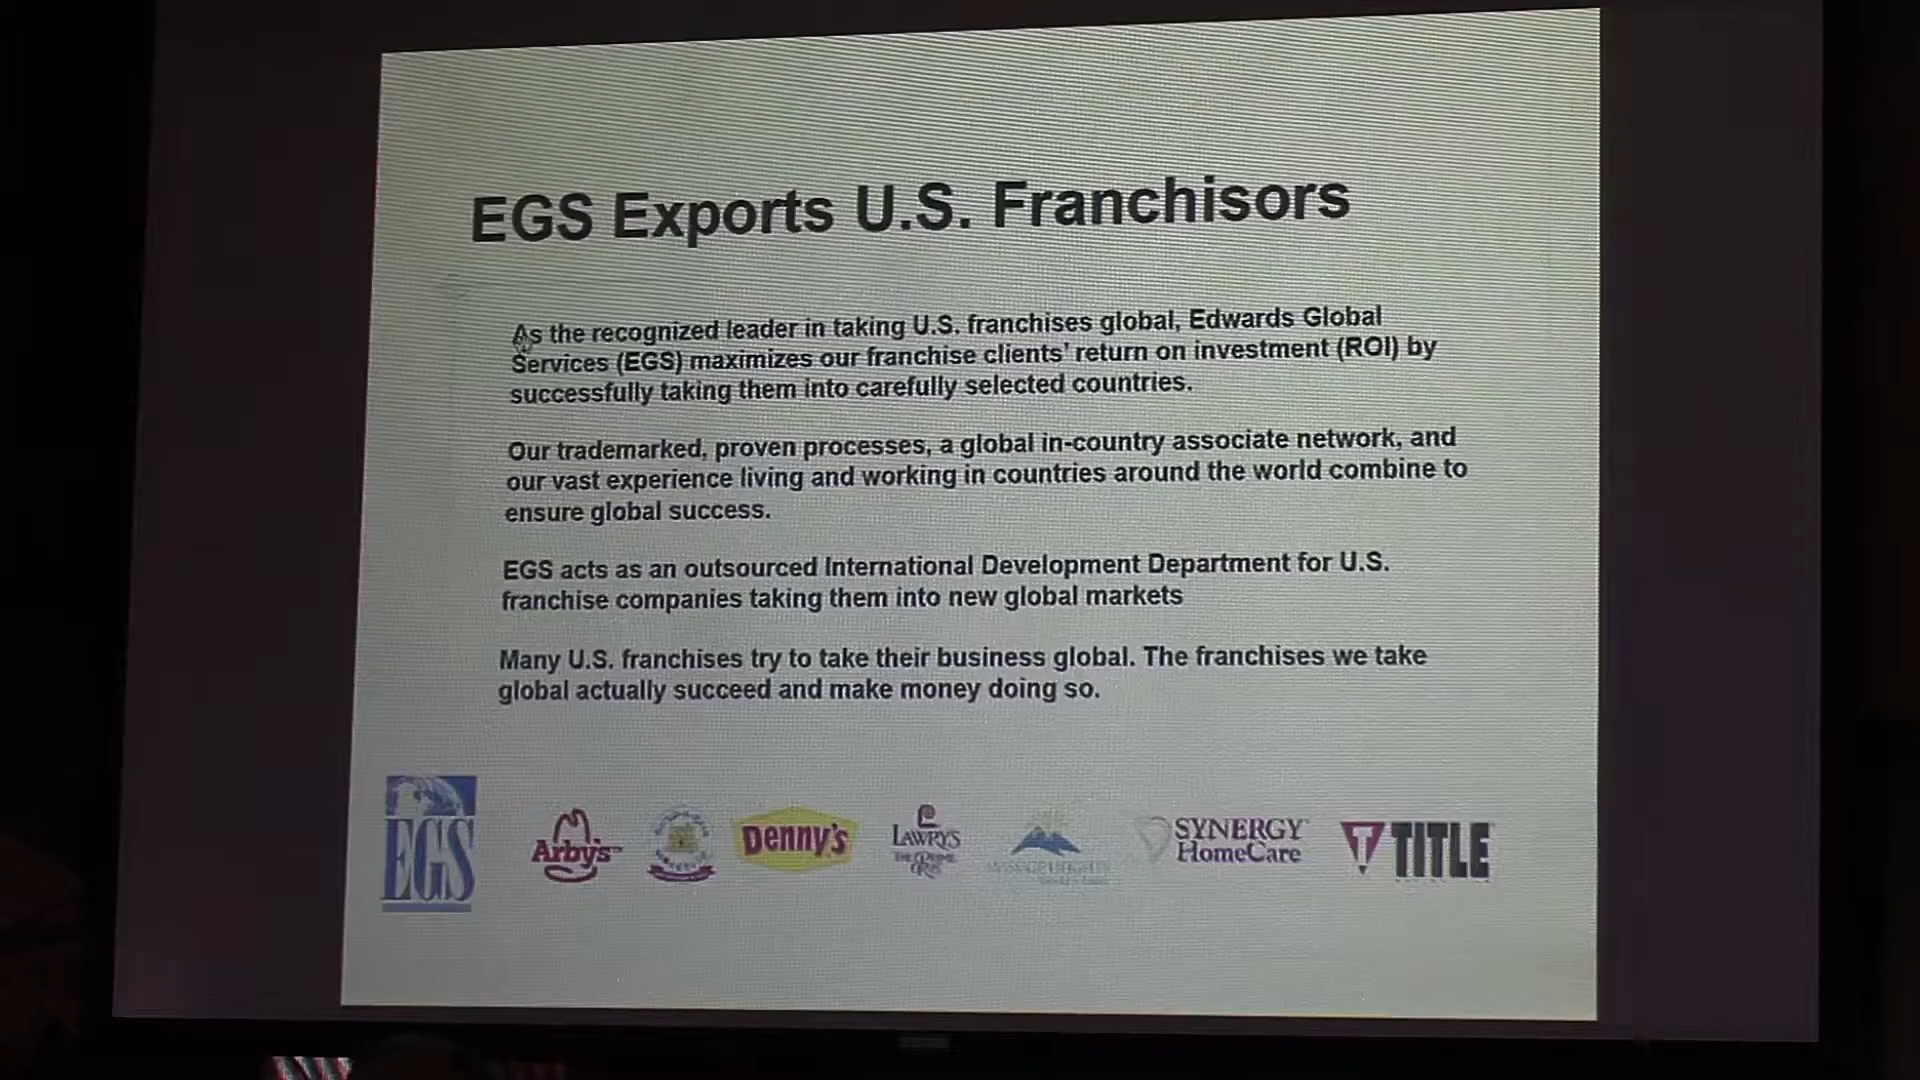 EGS Exports U.S. Franchisors
As the recognized leader in taking U.S. franchises global, Edwards Global
Services (EGS) maximizes our franchise clients' return on investment (ROI) by
successfully taking them into carefully selected countries.
Our trademarked, proven processes, a global in-country associate network, and
our vast experience living and working in countries around the world combine to
ensure global success.
EGS acts as an outsourced International Development Department for U.S.
franchise companies taking them into new global markets
Many U.S. franchises try to take their business global. The franchises we take
global actually succeed and make money doing so.
EGS
Arby's™
Denny's
LAWRY'S
THE PRIME
RIB
SYNERGY
HomeCare
T TITLE